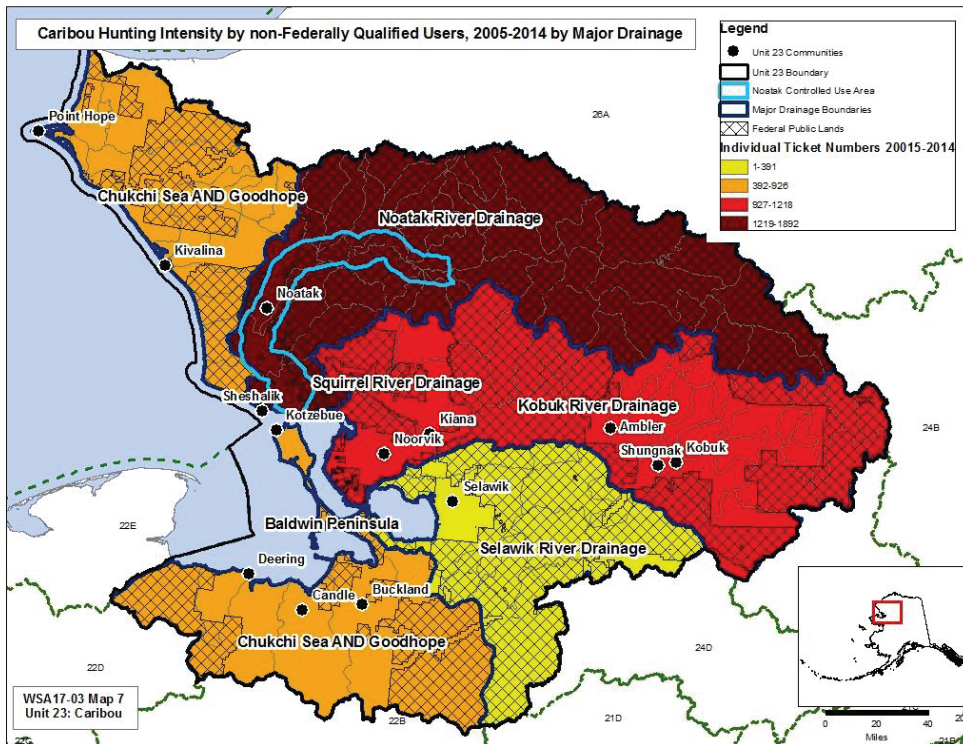 Caribou Hunting Intensity by non-Federally Qualified Users, 2005-2014 by Major Drainage
Legend
Unit 23 Communities
Unit 23 Boundary
Noatak Controlled Use Area
Major Drainage Boundaries
Federal Public Lands
Individual Ticket Numbers 20015-2014
1-391
392-926
927-1218
1219-1892
26A
Point Hope
Chukchi Sea AND Goodhope
Noatak River Drainage
Kivalina
Noatak
Squirrel River Drainage
Kobuk River Drainage
Sheshalik
Kotzebue
Kiana
Ambler
24B
Noorvik
Shungnak
Kobuk
Selawik
22E
Baldwin Peninsula
Selawik River Drainage
Deering
Candle
Buckland
Chukchi Sea AND Goodhope
24D
22D
WSA17-03 Map 7
Unit 23: Caribou
22B
21D
0 20 40
Miles